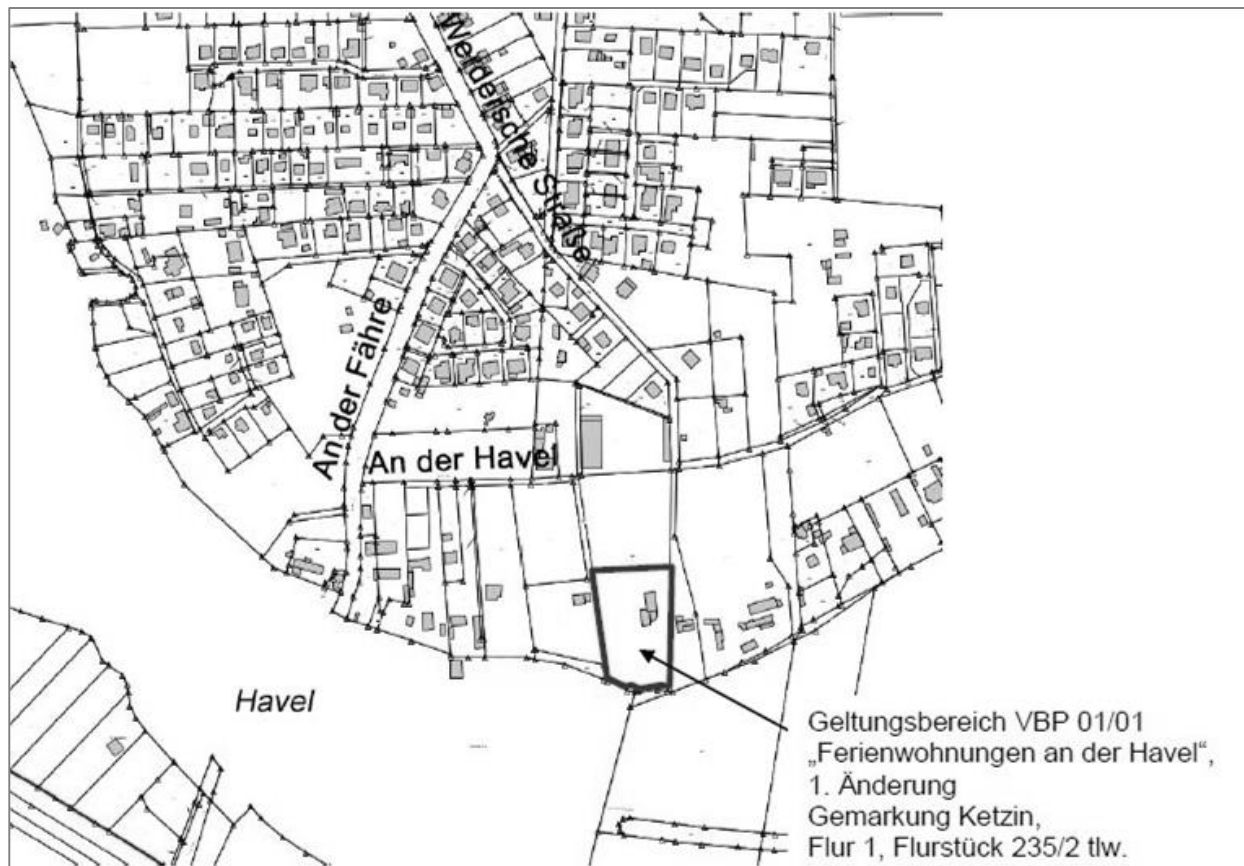 Werderische Straße
An der Fähre
An der Havel
Havel
Geltungsbereich VBP 01/01
„Ferienwohnungen an der Havel“,
1. Änderung
Gemarkung Ketzin,
Flur 1, Flurstück 235/2 tlw.